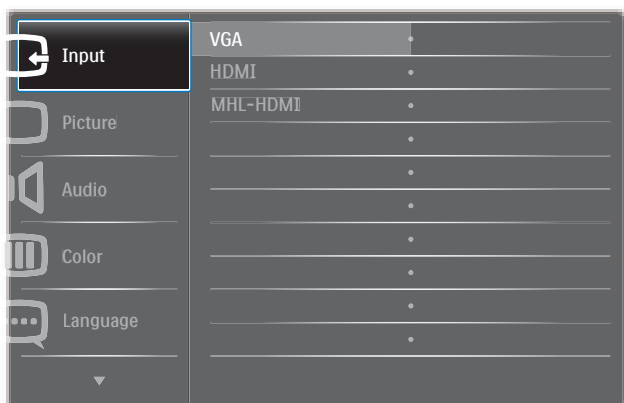 Input
Picture
Audio
Color
Language
VGA
HDMI
MHL-HDMI